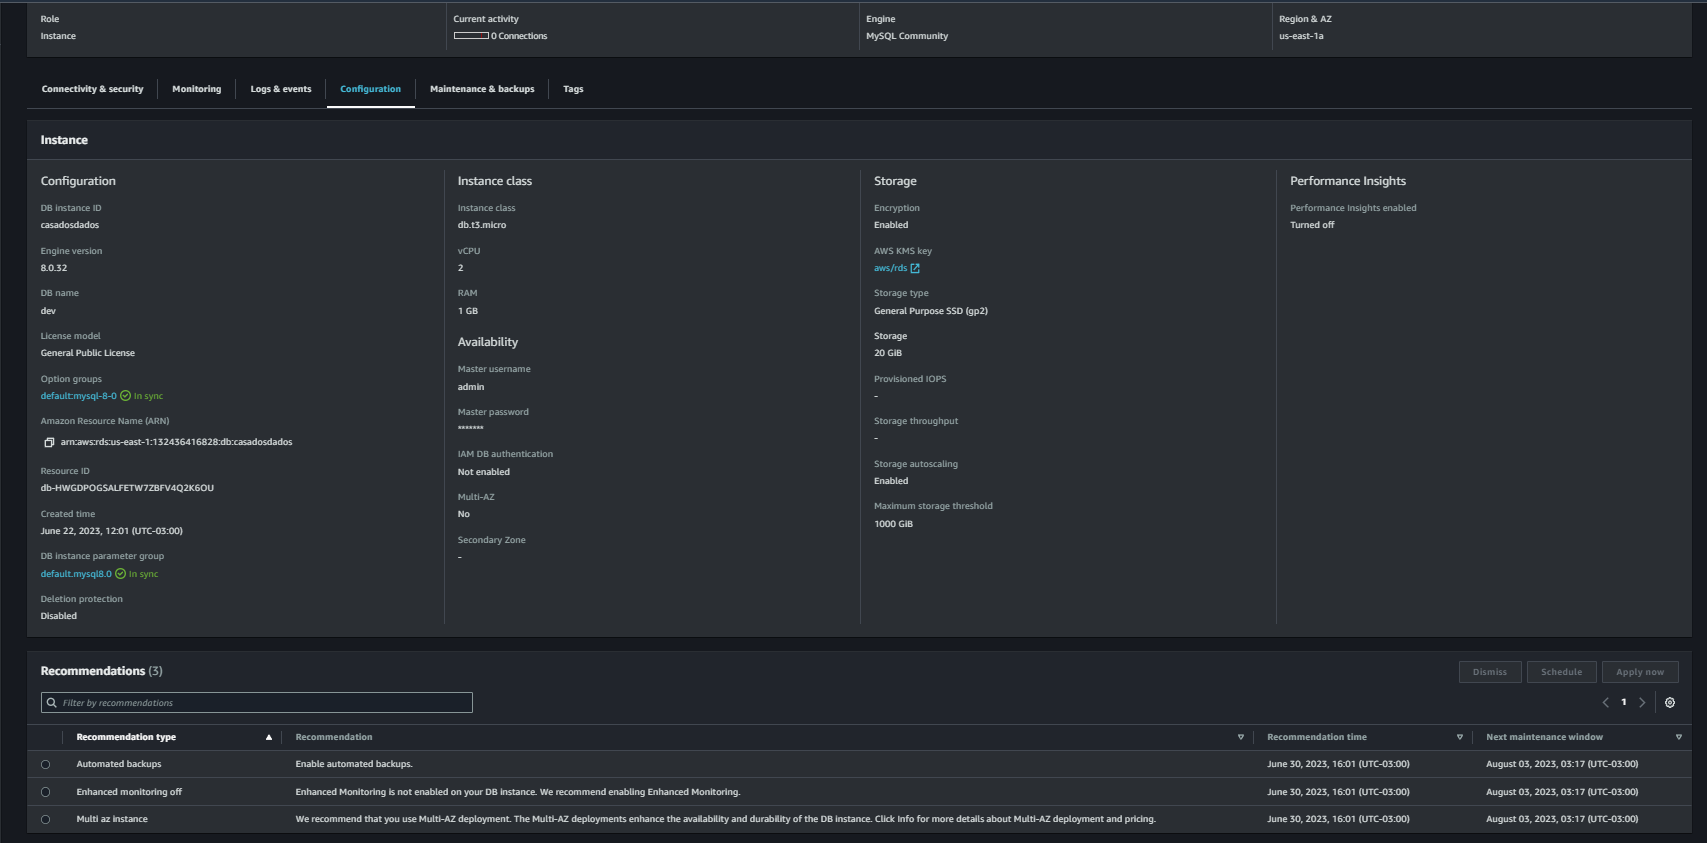 Role
Instance
Current activity
0 Connections
Engine
MySQL Community
Region & AZ
us-east-1a
Connectivity & security
Monitoring
Logs & events
Configuration
Maintenance & backups
Tags
Instance
Configuration
DB instance ID
casadosdados
Engine version
8.0.32
DB name
dev
License model
General Public License
Option groups
default:mysql-8-0 In sync
Amazon Resource Name (ARN)
arn:aws:rds:us-east-1:132436416828:db:casadosdados
Resource ID
db-HWGDPOGSALFETW7ZBFV4Q2K6OU
Created time
June 22, 2023, 12:01 (UTC-03:00)
DB instance parameter group
default.mysql8.0 In sync
Deletion protection
Disabled
Instance class
Instance class
db.t3.micro
vCPU
2
RAM
1 GB
Availability
Master username
admin
Master password
*******
IAM DB authentication
Not enabled
Multi-AZ
No
Secondary Zone
-
Storage
Encryption
Enabled
AWS KMS key
aws/rds
Storage type
General Purpose SSD (gp2)
Storage
20 GiB
Provisioned IOPS
-
Storage throughput
-
Storage autoscaling
Enabled
Maximum storage threshold
1000 GiB
Performance Insights
Performance Insights enabled
Turned off
Recommendations (3)
Dismiss
Schedule
Apply now
Filter by recommendations
1
Recommendation type
Recommendation
Recommendation time
Next maintenance window
Automated backups
Enable automated backups.
June 30, 2023, 16:01 (UTC-03:00)
August 03, 2023, 03:17 (UTC-03:00)
Enhanced monitoring off
Enhanced Monitoring is not enabled on your DB instance. We recommend enabling Enhanced Monitoring.
June 30, 2023, 16:01 (UTC-03:00)
August 03, 2023, 03:17 (UTC-03:00)
Multi az instance
We recommend that you use Multi-AZ deployment. The Multi-AZ deployments enhance the availability and durability of the DB instance. Click Info for more details about Multi-AZ deployment and pricing.
June 30, 2023, 16:01 (UTC-03:00)
August 03, 2023, 03:17 (UTC-03:00)